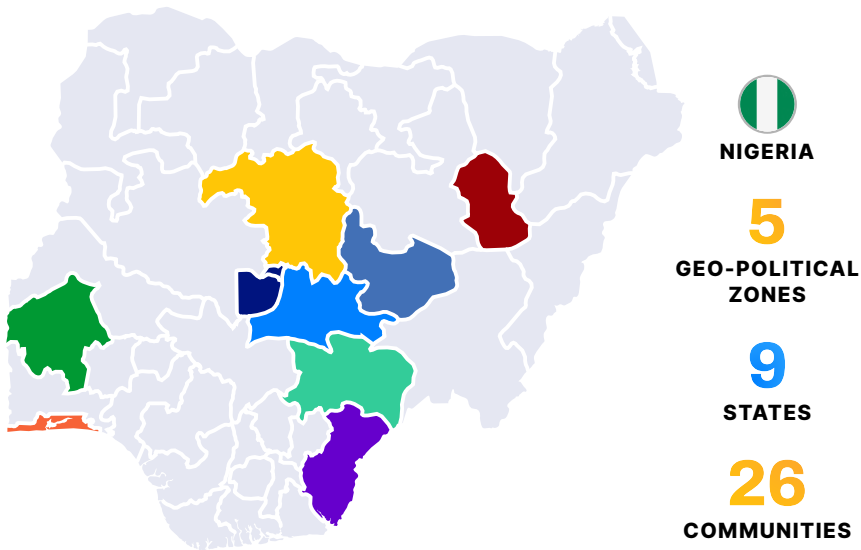 NIGERIA
5
GEO-POLITICAL
ZONES
9
STATES
26
COMMUNITIES